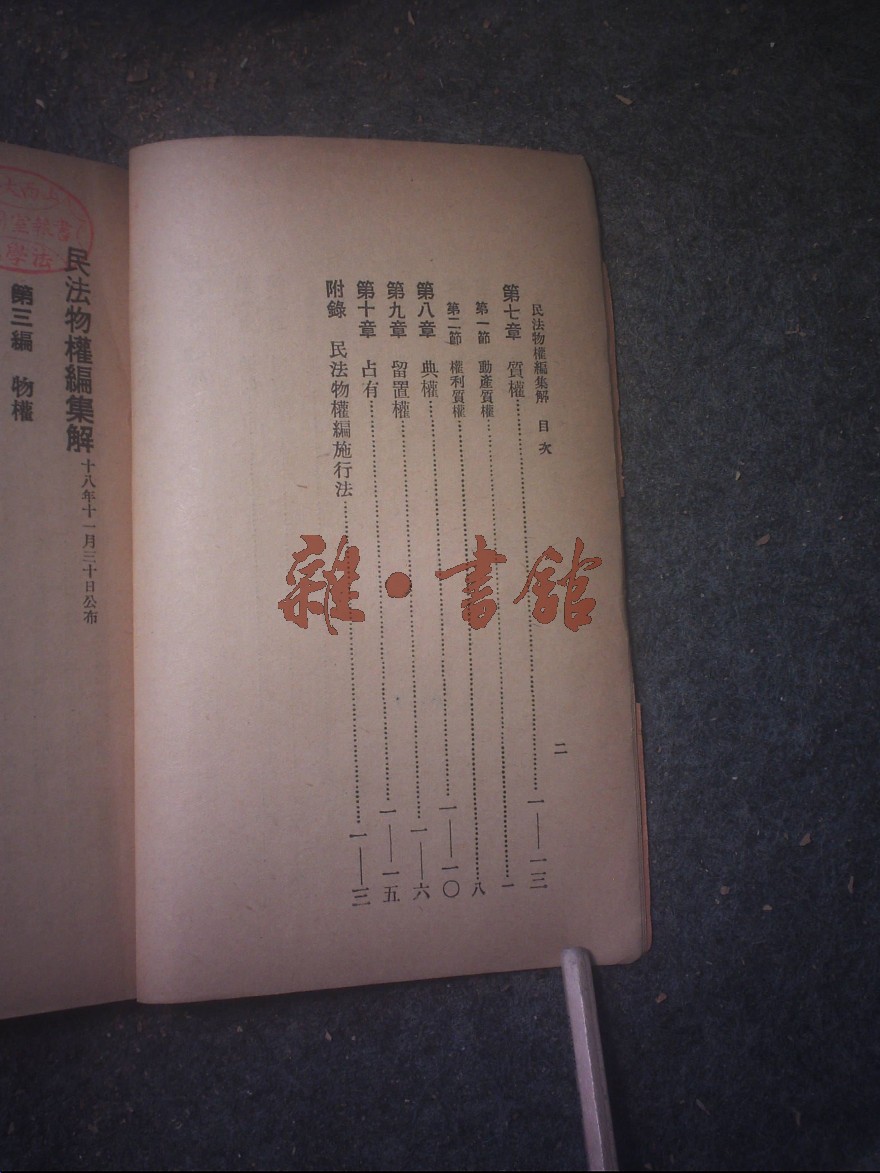 民法物權編集解 目次 二
第七章 質權……一—一三
第一節 動產質權……一
第二節 權利質權……八
第八章 典權……一—一〇
第九章 留置權……一—六
第十章 占有……一—一五
附錄 民法物權編施行法……一—三
雜·書館
民法物權編集解 十八年十一月三十日公布
第三編 物權